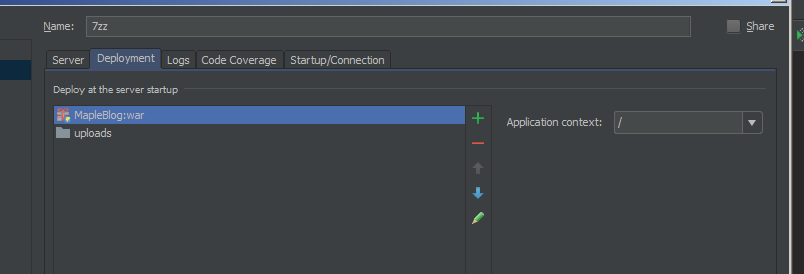 Name: 7zz Share
Server Deployment Logs Code Coverage Startup/Connection
Deploy at the server startup
MapleBlog:war
Application context: /
uploads